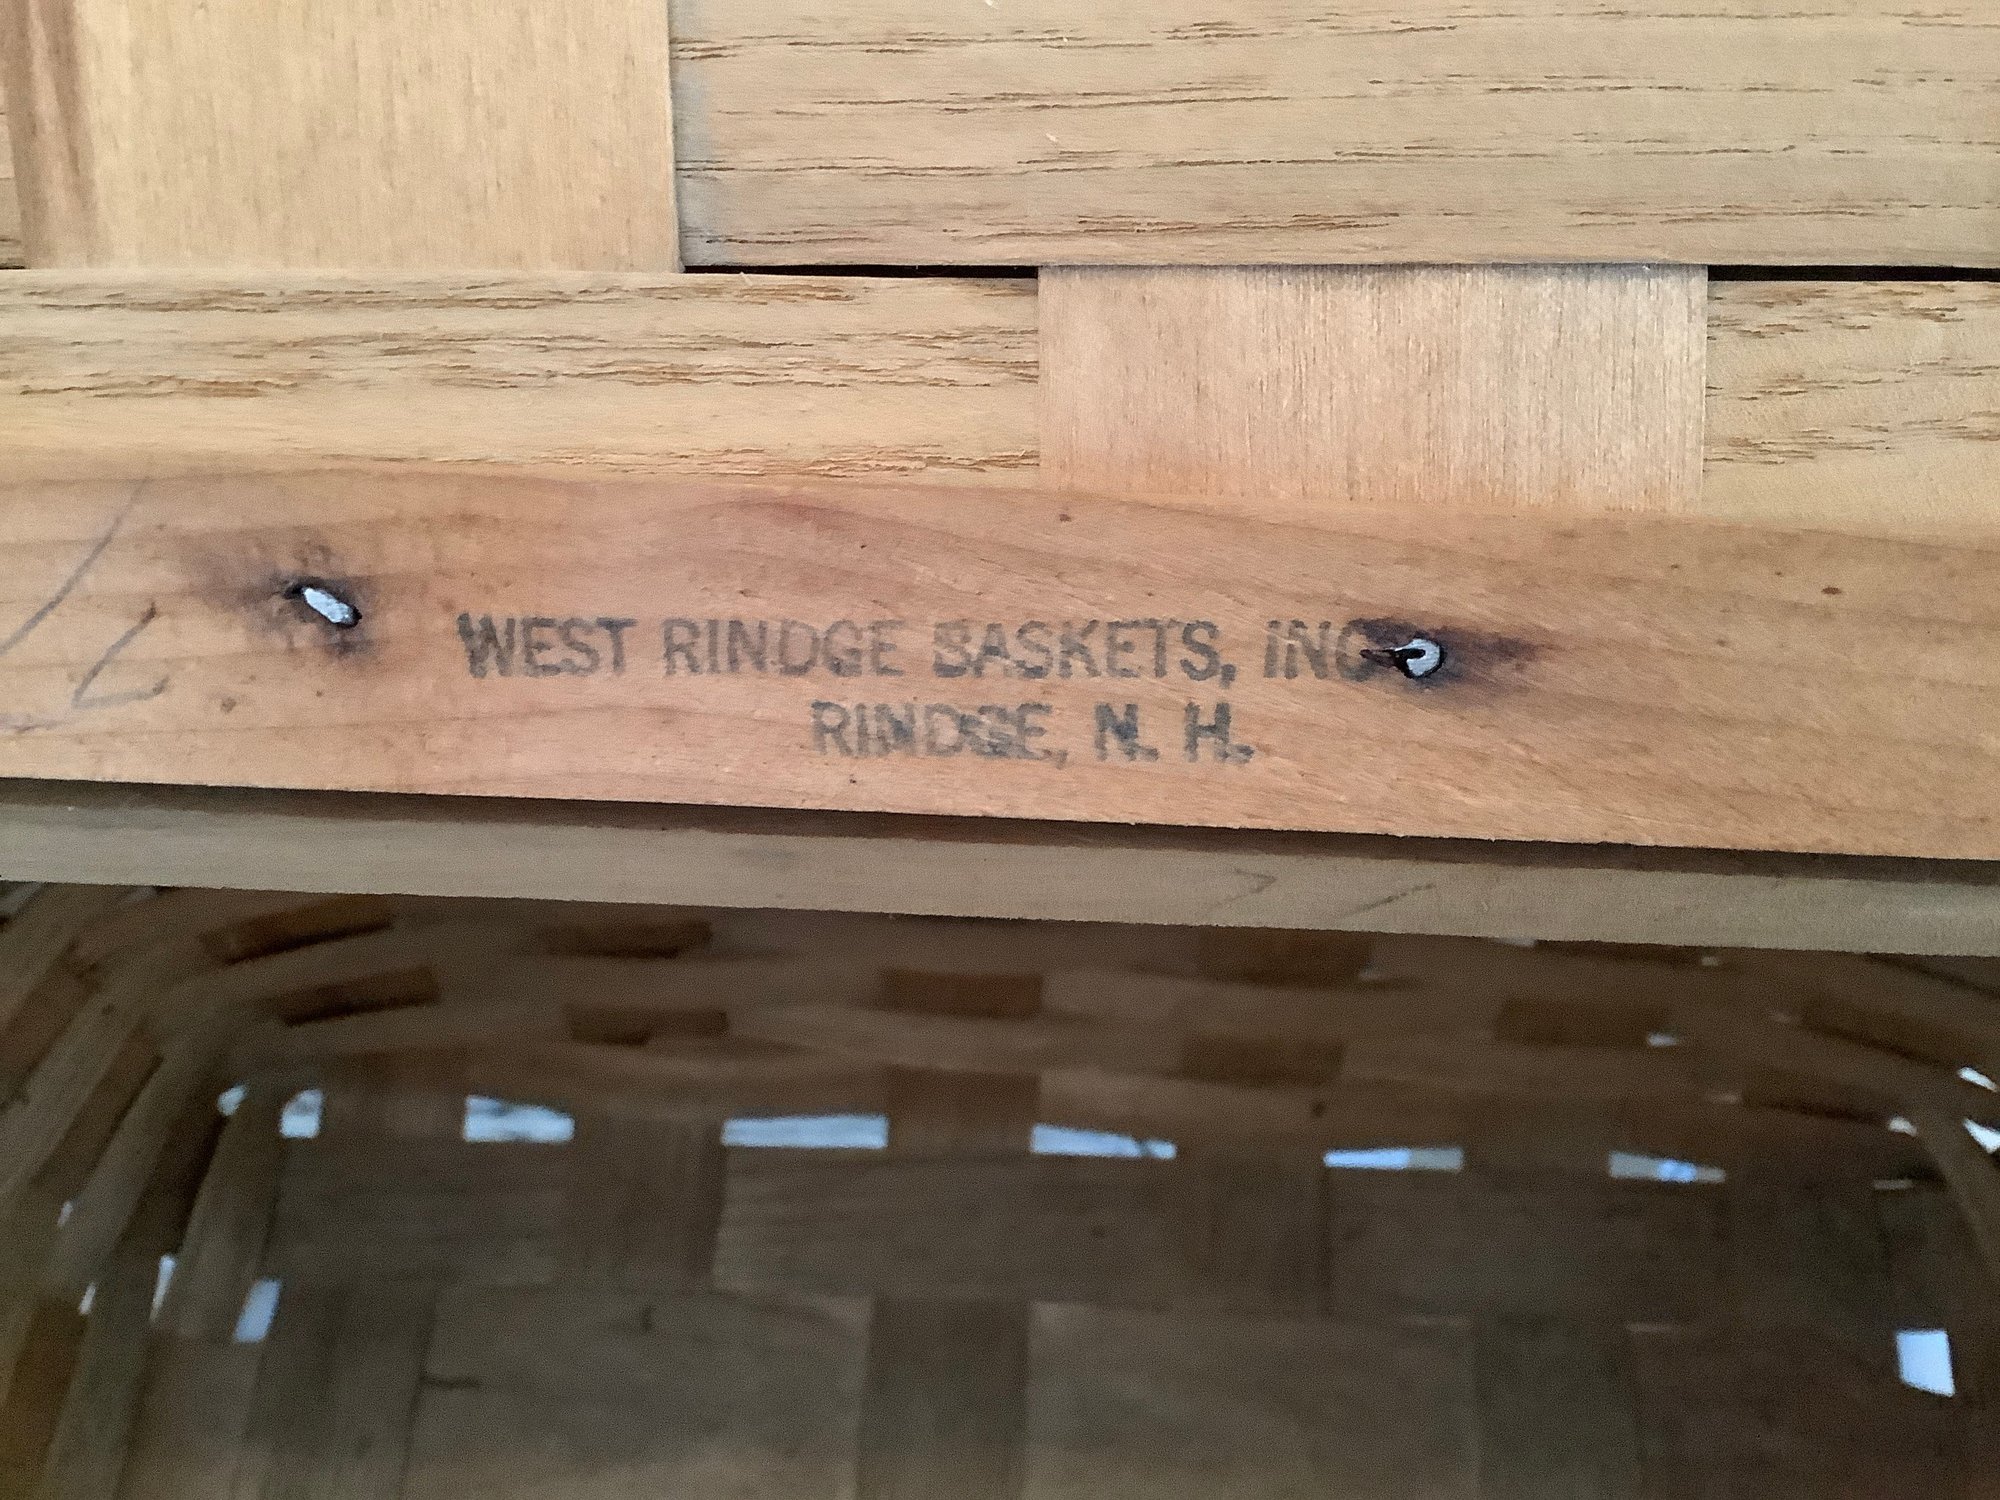 WEST RINDGE BASKETS, INC
RINDGE, N. H.